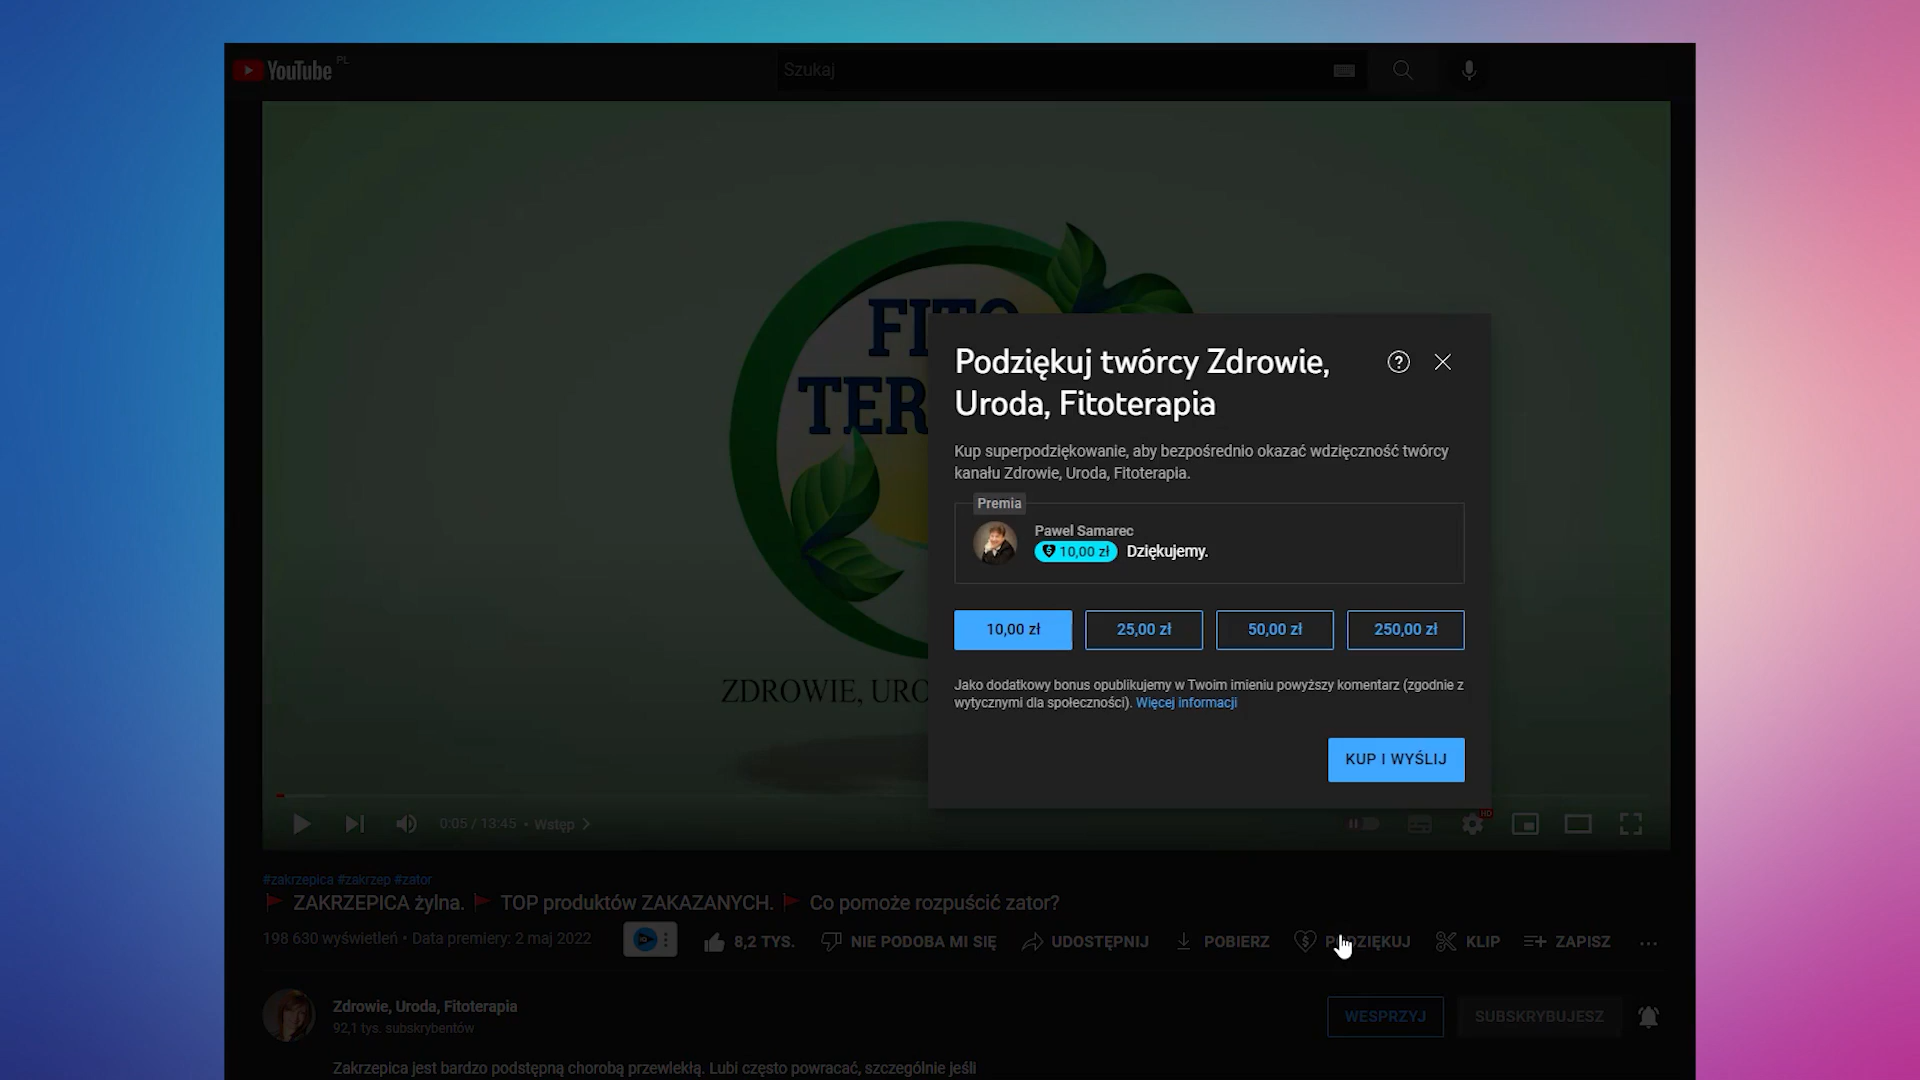 YouTube PL
Szukaj
FITO
TER
ZDROWIE, URO
Podziękuj twórcy Zdrowie,
Uroda, Fitoterapia
Kup superpodziękowanie, aby bezpośrednio okazać wdzięczność twórcy
kanału Zdrowie, Uroda, Fitoterapia.
Premia
Pawel Samarec
10,00 zł Dziękujemy.
10,00 zł 25,00 zł 50,00 zł 250,00 zł
Jako dodatkowy bonus opublikujemy w Twoim imieniu powyższy komentarz (zgodnie z
wytycznymi dla społeczności). Więcej informacji
KUP I WYŚLIJ
0:05 / 13:45 • Wstęp
HD
#zakrzepica #zakrzep #zator
ZAKRZEPICA żylna. TOP produktów ZAKAZANYCH. Co pomoże rozpuścić zator?
198 630 wyświetleń • Data premiery: 2 maj 2022 8,2 TYS. NIE PODOBA MI SIĘ UDOSTĘPNIJ POBIERZ PODZIĘKUJ KLIP ZAPISZ
Zdrowie, Uroda, Fitoterapia
92,1 tys. subskrybentów
WESPRZYJ SUBSKRYBUJESZ
Zakrzepica jest bardzo podstępną chorobą przewlekłą. Lubi często powracać, szczególnie jeśli